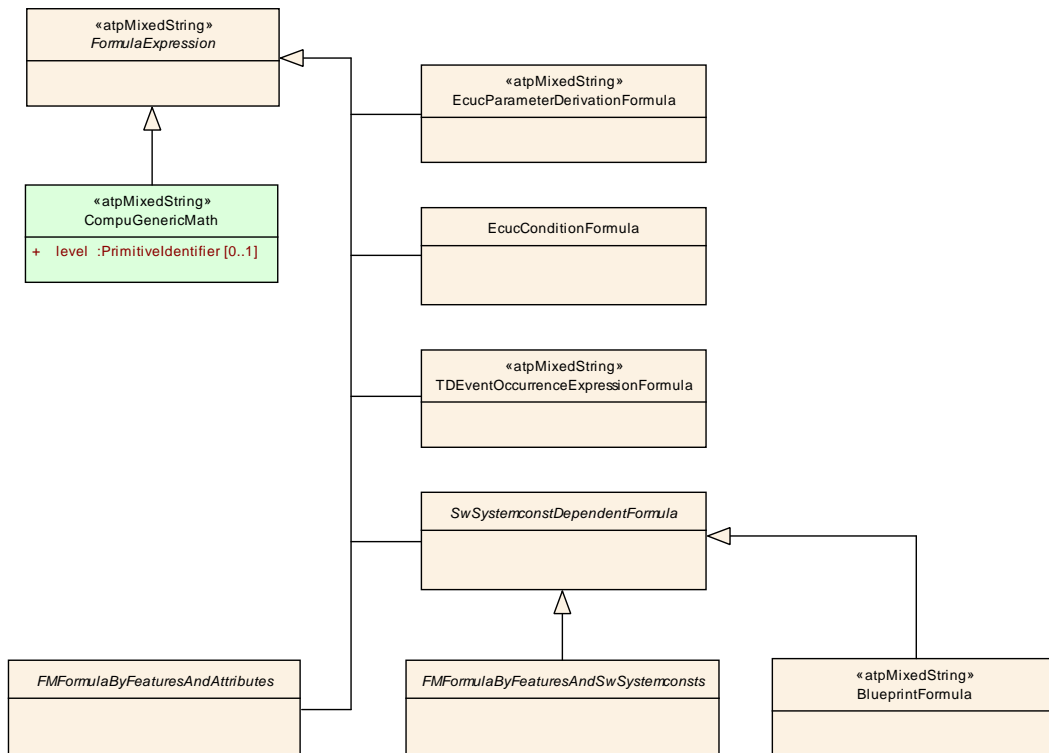 «atpMixedString»
FormulaExpression
«atpMixedString»
EcucParameterDerivationFormula
«atpMixedString»
CompuGenericMath
+ level :PrimitiveIdentifier [0..1]
EcucConditionFormula
«atpMixedString»
TDEventOccurrenceExpressionFormula
SwSystemconstDependentFormula
FMFormulaByFeaturesAndAttributes
FMFormulaByFeaturesAndSwSystemconsts
«atpMixedString»
BlueprintFormula